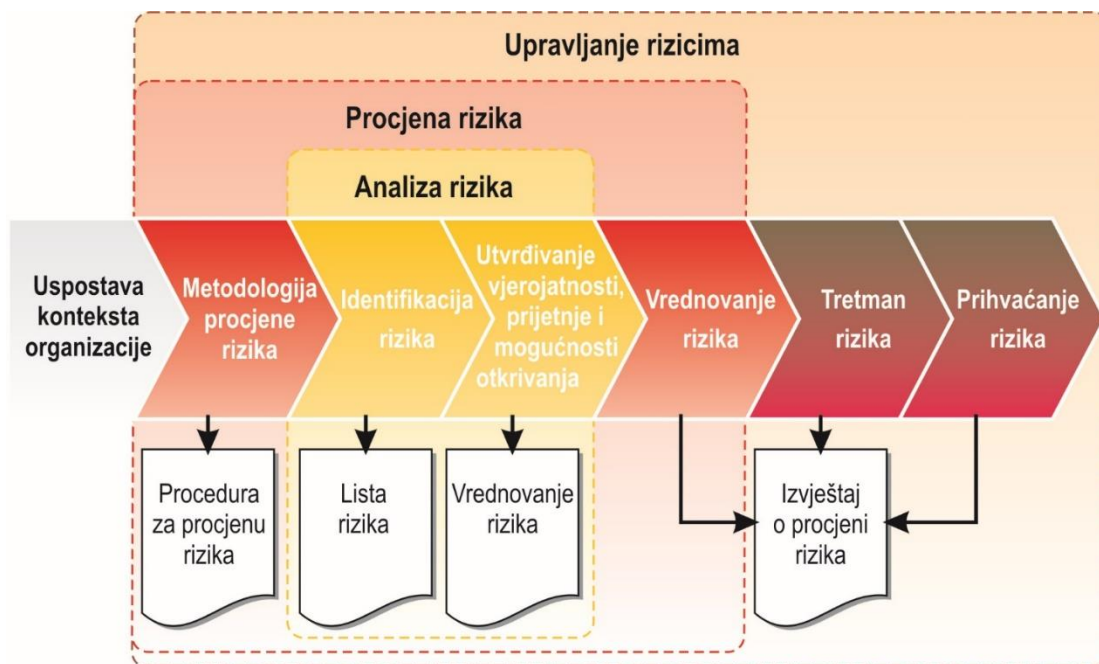 Upravljanje rizicima
Procjena rizika
Analiza rizika
Uspostava
konteksta
organizacije
Metodologija
procjene
rizika
Identifikacija
rizika
Utvrđivanje
vjerojatnosti,
prijetnje i
mogućnosti
otkrivanja
Vrednovanje
rizika
Tretman
rizika
Prihvaćanje
rizika
Procedura
za procjenu
rizika
Lista
rizika
Vrednovanje
rizika
Izvještaj
o procjeni
rizika